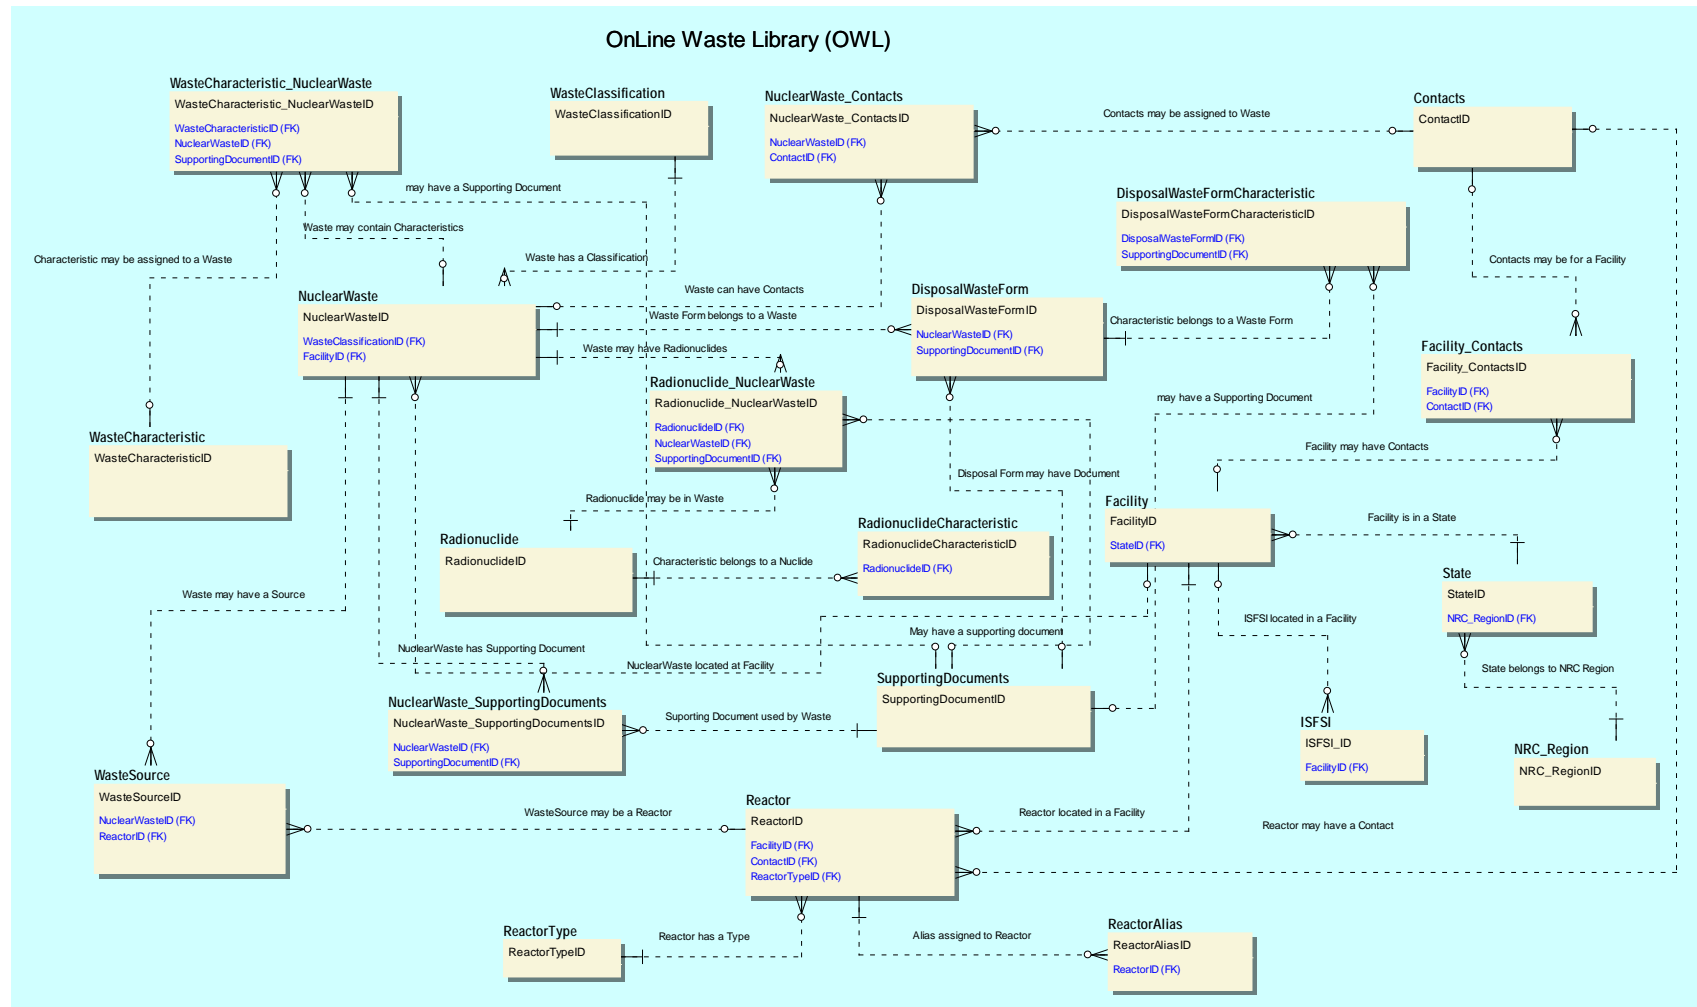 OnLine Waste Library (OWL)
WasteCharacteristic_NuclearWaste
WasteCharacteristic_NuclearWasteID
WasteCharacteristicID (FK)
NuclearWasteID (FK)
SupportingDocumentID (FK)
WasteClassification
WasteClassificationID
NuclearWaste_Contacts
NuclearWaste_ContactsID
NuclearWasteID (FK)
ContactID (FK)
Contacts may be assigned to Waste
Contacts
ContactID
may have a Supporting Document
DisposalWasteFormCharacteristic
DisposalWasteFormCharacteristicID
DisposalWasteFormID (FK)
SupportingDocumentID (FK)
Waste may contain Characteristics
Characteristic may be assigned to a Waste
Waste has a Classification
Contacts may be for a Facility
Waste can have Contacts
NuclearWaste
NuclearWasteID
WasteClassificationID (FK)
FacilityID (FK)
Waste Form belongs to a Waste
DisposalWasteForm
DisposalWasteFormID
NuclearWasteID (FK)
SupportingDocumentID (FK)
Characteristic belongs to a Waste Form
Waste may have Radionuclides
Facility_Contacts
Facility_ContactsID
FacilityID (FK)
ContactID (FK)
Radionuclide_NuclearWaste
Radionuclide_NuclearWasteID
RadionuclideID (FK)
NuclearWasteID (FK)
SupportingDocumentID (FK)
may have a Supporting Document
WasteCharacteristic
WasteCharacteristicID
Facility may have Contacts
Disposal Form may have Document
Radionuclide may be in Waste
Facility
FacilityID
StateID (FK)
Facility is in a State
Radionuclide
RadionuclideID
Characteristic belongs to a Nuclide
RadionuclideCharacteristic
RadionuclideCharacteristicID
RadionuclideID (FK)
State
StateID
NRC_RegionID (FK)
Waste may have a Source
ISFSI located in a Facility
May have a supporting document
NuclearWaste has Supporting Document
NuclearWaste located at Facility
State belongs to NRC Region
SupportingDocuments
SupportingDocumentID
NuclearWaste_SupportingDocuments
NuclearWaste_SupportingDocumentsID
NuclearWasteID (FK)
SupportingDocumentID (FK)
Suporting Document used by Waste
ISFSI
ISFSI_ID
FacilityID (FK)
NRC_Region
NRC_RegionID
WasteSource
WasteSourceID
NuclearWasteID (FK)
ReactorID (FK)
WasteSource may be a Reactor
Reactor
ReactorID
FacilityID (FK)
ContactID (FK)
ReactorTypeID (FK)
Reactor located in a Facility
Reactor may have a Contact
ReactorType
ReactorTypeID
Reactor has a Type
Alias assigned to Reactor
ReactorAlias
ReactorAliasID
ReactorID (FK)